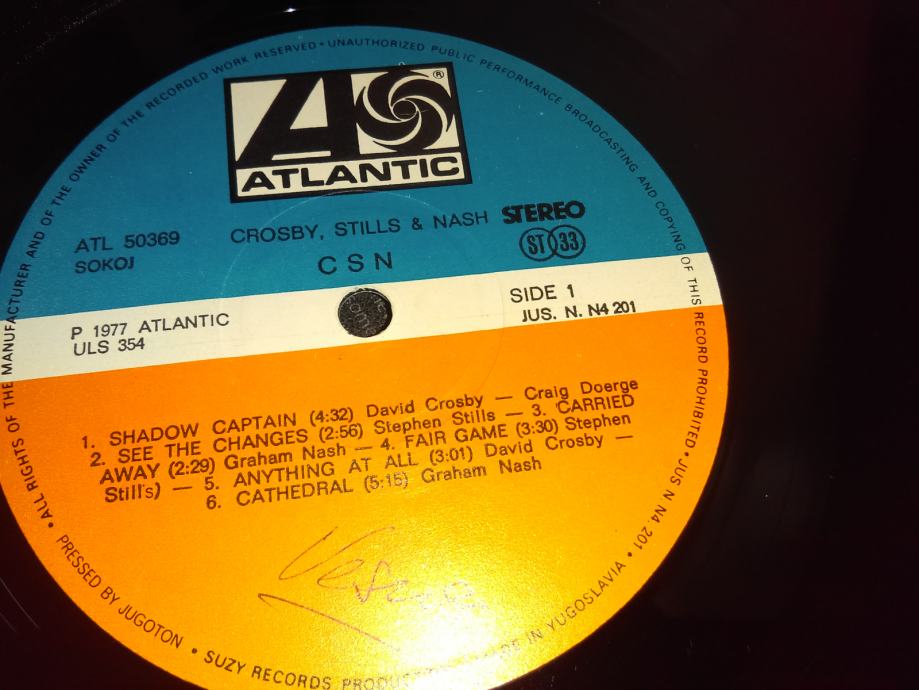 ALL RIGHTS OF THE MANUFACTURER AND OF THE OWNER OF THE RECORDED WORK RESERVED • UNAUTHORIZED PUBLIC PERFORMANCE BROADCASTING AND COPYING OF THIS RECORD PROHIBITED • JUS N N4 201 •
®
ATLANTIC
ATL 50369
SOKOJ
CROSBY, STILLS & NASH
C S N
STEREO
ST 33
P 1977 ATLANTIC
ULS 354
SIDE 1
JUS. N. N4 201
1. SHADOW CAPTAIN (4:32) David Crosby — Craig Doerge
2. SEE THE CHANGES (2:56) Stephen Stills — 3. CARRIED
AWAY (2:29) Graham Nash — 4. FAIR GAME (3:30) Stephen
Still's) — 5. ANYTHING AT ALL (3:01) David Crosby —
6. CATHEDRAL (5:15) Graham Nash
• PRESSED BY JUGOTON • SUZY RECORDS IN YUGOSLAVIA